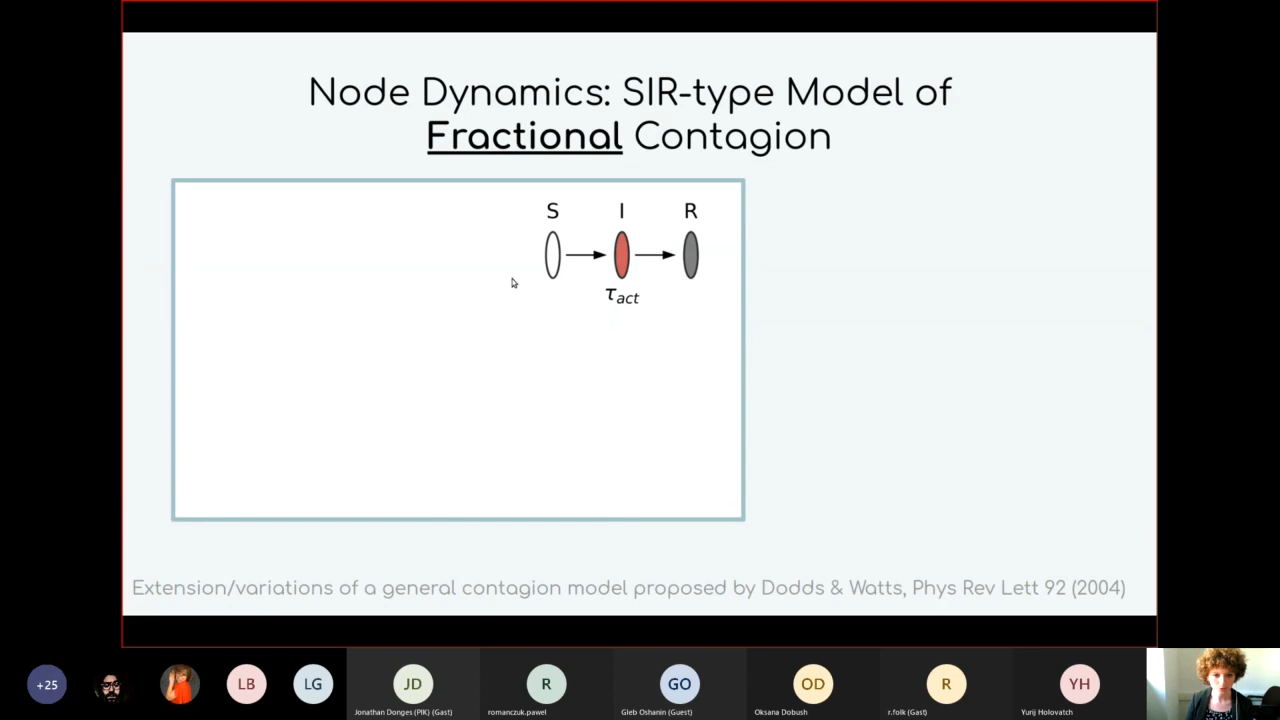 Node Dynamics: SIR-type Model of
Fractional Contagion
S I R
τact
Extension/variations of a general contagion model proposed by Dodds & Watts, Phys Rev Lett 92 (2004)
+25 LB LG JD R GO OD R YH
Jonathan Donges (PIK) (Gast) romanczuk.pawel Gleb Oshanin (Guest) Oksana Dobush r.folk (Gast) Yurij Holovatch